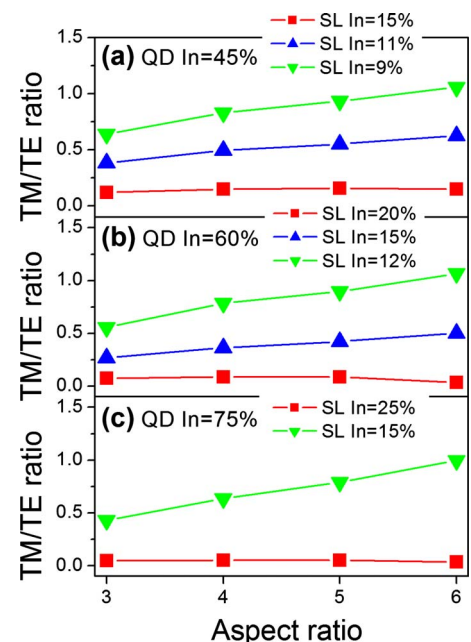 SL In=15%
SL In=11%
SL In=9%
(a) QD In=45%
1.5
1.0
0.5
0.0
TM/TE ratio
SL In=20%
SL In=15%
SL In=12%
(b) QD In=60%
1.5
1.0
0.5
0.0
TM/TE ratio
SL In=25%
SL In=15%
(c) QD In=75%
1.5
1.0
0.5
0.0
TM/TE ratio
3 4 5 6
Aspect ratio